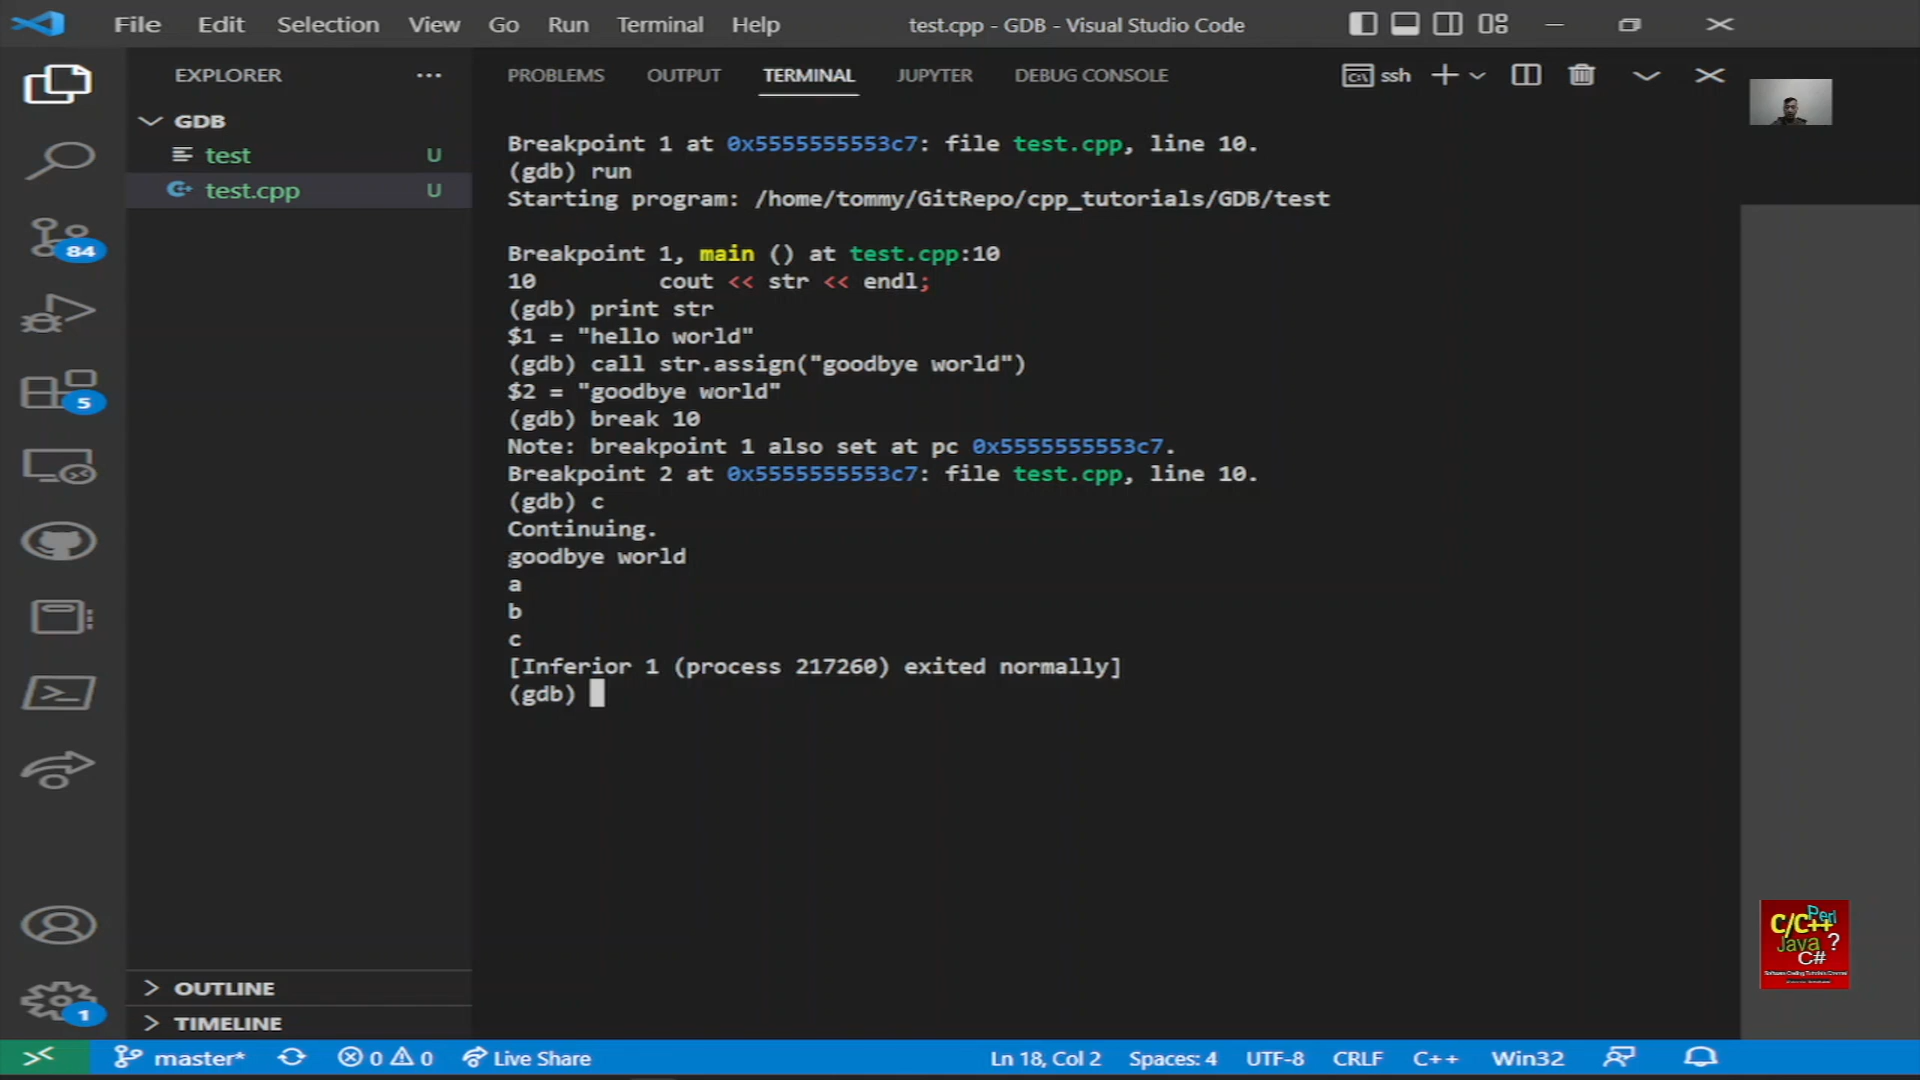 File Edit Selection View Go Run Terminal Help
test.cpp - GDB - Visual Studio Code
EXPLORER
PROBLEMS OUTPUT TERMINAL JUPYTER DEBUG CONSOLE
ssh
GDB
test U
test.cpp U
84
5
1
Breakpoint 1 at 0x5555555553c7: file test.cpp, line 10.
(gdb) run
Starting program: /home/tommy/GitRepo/cpp_tutorials/GDB/test
Breakpoint 1, main () at test.cpp:10
10 cout << str << endl;
(gdb) print str
$1 = "hello world"
(gdb) call str.assign("goodbye world")
$2 = "goodbye world"
(gdb) break 10
Note: breakpoint 1 also set at pc 0x5555555553c7.
Breakpoint 2 at 0x5555555553c7: file test.cpp, line 10.
(gdb) c
Continuing.
goodbye world
a
b
c
[Inferior 1 (process 217260) exited normally]
(gdb)
C/C++ Perl
Java ?
C#
OUTLINE
TIMELINE
master* 0 0 Live Share
Ln 18, Col 2 Spaces: 4 UTF-8 CRLF C++ Win32